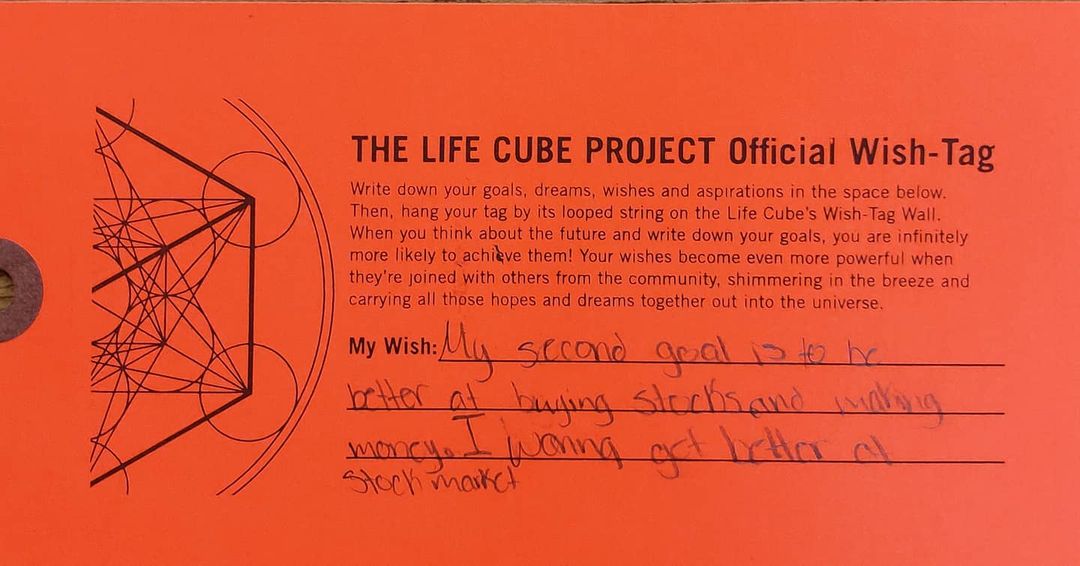 THE LIFE CUBE PROJECT Official Wish-Tag
Write down your goals, dreams, wishes and aspirations in the space below.
Then, hang your tag by its looped string on the Life Cube's Wish-Tag Wall.
When you think about the future and write down your goals, you are infinitely
more likely to achieve them! Your wishes become even more powerful when
they're joined with others from the community, shimmering in the breeze and
carrying all those hopes and dreams together out into the universe.
My Wish: My second goal is to be
better at buying stocks and making
money. I wanna get better at
stock market